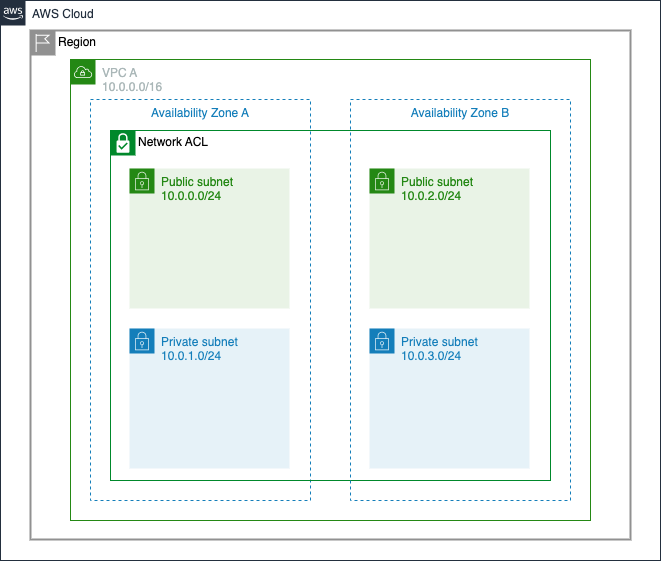 aws
AWS Cloud
Region
VPC A
10.0.0.0/16
Availability Zone A
Availability Zone B
Network ACL
Public subnet
10.0.0.0/24
Public subnet
10.0.2.0/24
Private subnet
10.0.1.0/24
Private subnet
10.0.3.0/24